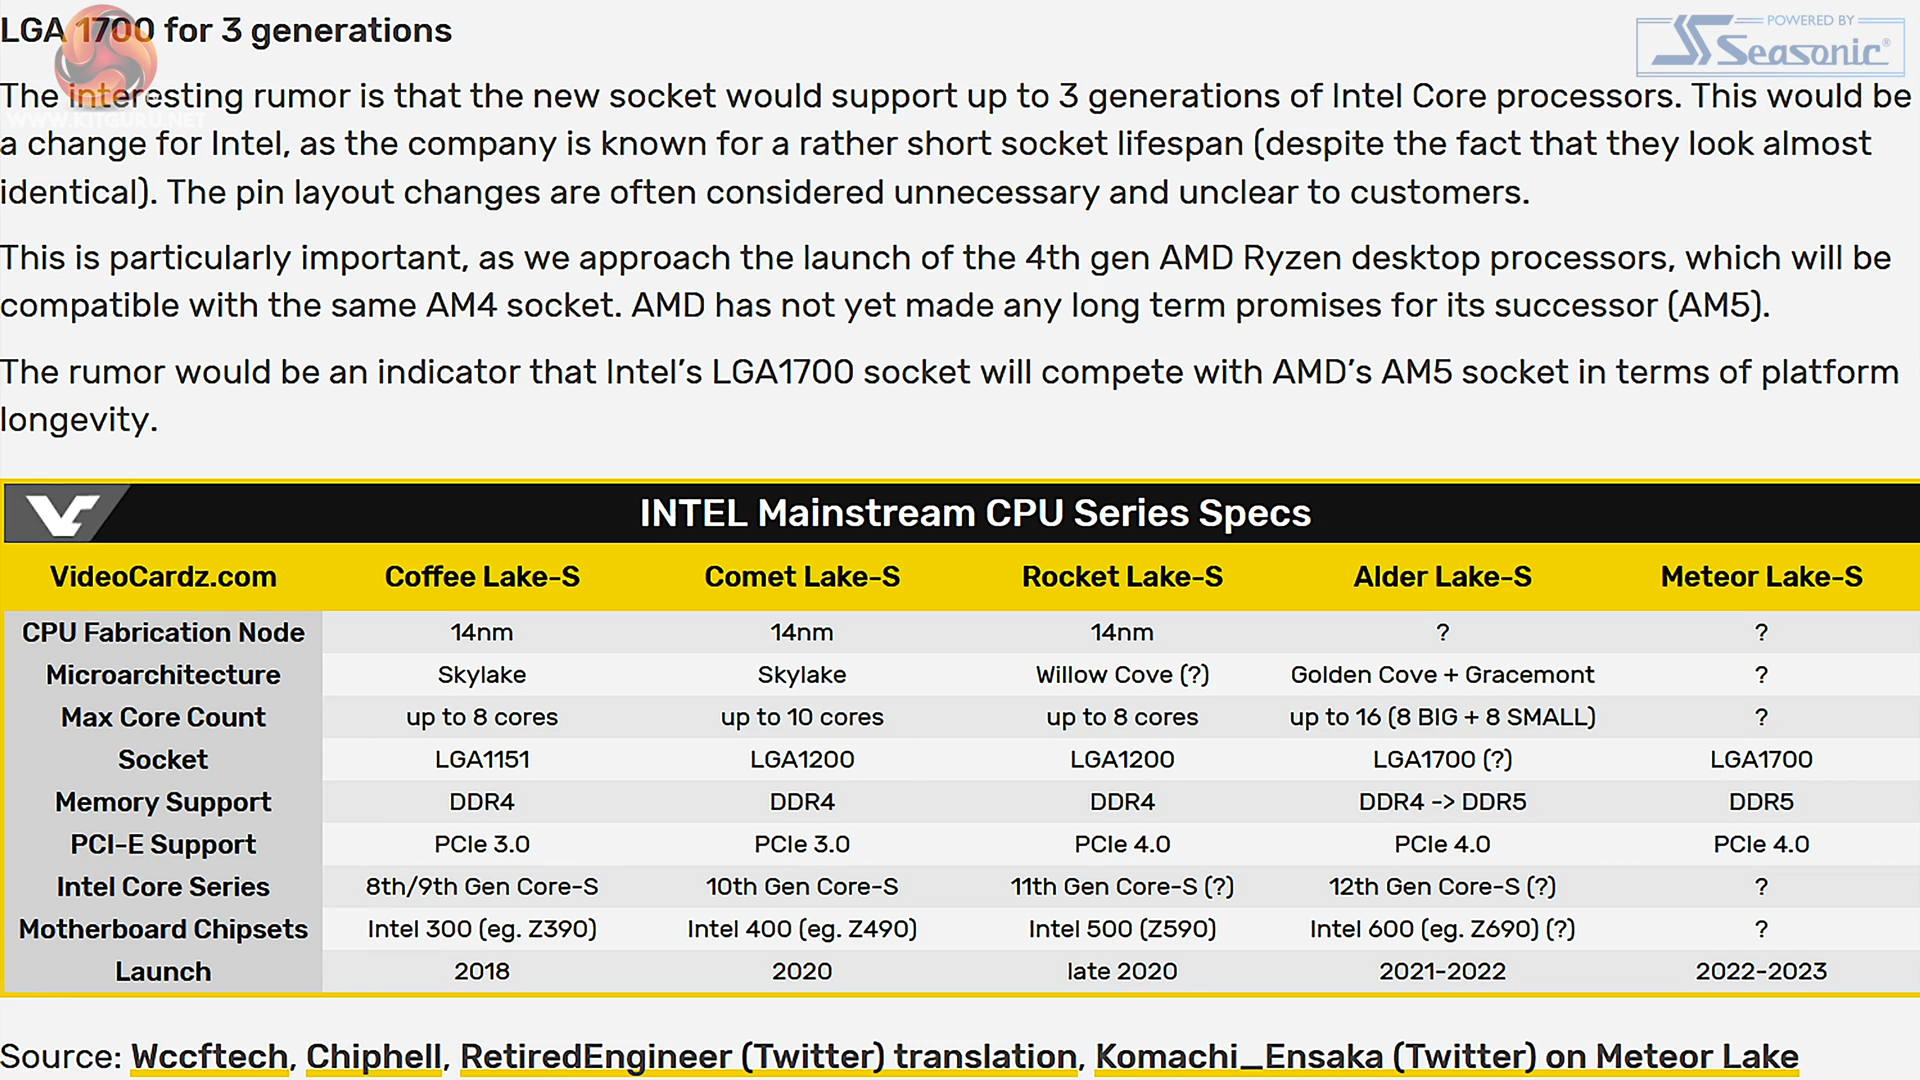 LGA 1700 for 3 generations
POWERED BY
Seasonic®
The interesting rumor is that the new socket would support up to 3 generations of Intel Core processors. This would be
WWW.KITGURU.NET
a change for Intel, as the company is known for a rather short socket lifespan (despite the fact that they look almost
identical). The pin layout changes are often considered unnecessary and unclear to customers.
This is particularly important, as we approach the launch of the 4th gen AMD Ryzen desktop processors, which will be
compatible with the same AM4 socket. AMD has not yet made any long term promises for its successor (AM5).
The rumor would be an indicator that Intel’s LGA1700 socket will compete with AMD’s AM5 socket in terms of platform
longevity.
INTEL Mainstream CPU Series Specs
VideoCardz.com Coffee Lake-S Comet Lake-S Rocket Lake-S Alder Lake-S Meteor Lake-S
CPU Fabrication Node 14nm 14nm 14nm ? ?
Microarchitecture Skylake Skylake Willow Cove (?) Golden Cove + Gracemont ?
Max Core Count up to 8 cores up to 10 cores up to 8 cores up to 16 (8 BIG + 8 SMALL) ?
Socket LGA1151 LGA1200 LGA1200 LGA1700 (?) LGA1700
Memory Support DDR4 DDR4 DDR4 DDR4 -> DDR5 DDR5
PCI-E Support PCIe 3.0 PCIe 3.0 PCIe 4.0 PCIe 4.0 PCIe 4.0
Intel Core Series 8th/9th Gen Core-S 10th Gen Core-S 11th Gen Core-S (?) 12th Gen Core-S (?) ?
Motherboard Chipsets Intel 300 (eg. Z390) Intel 400 (eg. Z490) Intel 500 (Z590) Intel 600 (eg. Z690) (?) ?
Launch 2018 2020 late 2020 2021-2022 2022-2023
Source: Wccftech, Chiphell, RetiredEngineer (Twitter) translation, Komachi_Ensaka (Twitter) on Meteor Lake